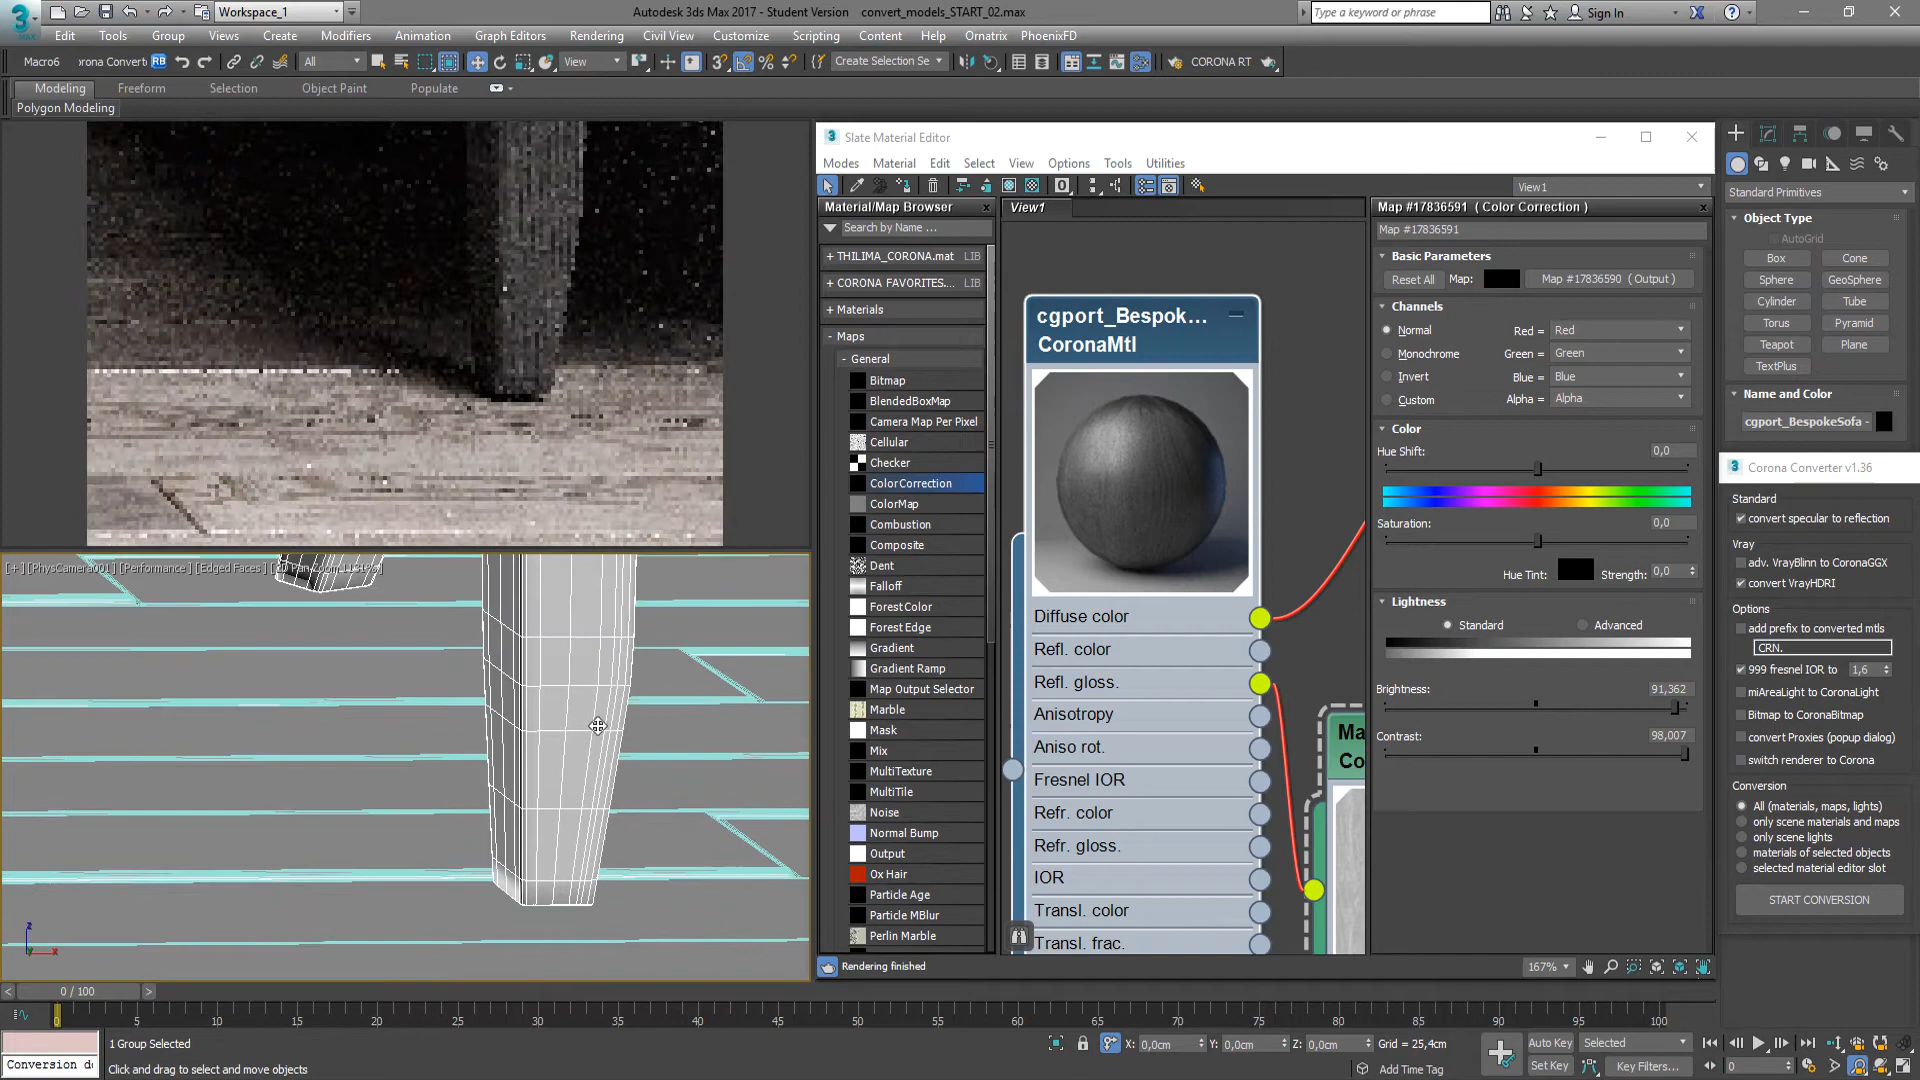 Workspace_1
Autodesk 3ds Max 2017 - Student Version    convert_models_START_02.max
Type a keyword or phrase
Sign In
MAX
Edit Tools Group Views Create Modifiers Animation Graph Editors Rendering Civil View Customize Scripting Content Help Ornatrix PhoenixFD
Macro6 orona Convert RB All View Create Selection Se CORONA RT
Modeling Freeform Selection Object Paint Populate
Polygon Modeling
Slate Material Editor
Modes Material Edit Select View Options Tools Utilities
View1
Material/Map Browser
Search by Name ...
+ THILIMA_CORONA.mat LIB
+ CORONA FAVORITES.... LIB
+ Materials
- Maps
- General
Bitmap
BlendedBoxMap
Camera Map Per Pixel
Cellular
Checker
ColorCorrection
ColorMap
Combustion
Composite
Dent
Falloff
ForestColor
Forest Edge
Gradient
Gradient Ramp
Map Output Selector
Marble
Mask
Mix
MultiTexture
MultiTile
Noise
Normal Bump
Output
Ox Hair
Particle Age
Particle MBlur
Perlin Marble
View1
cgport_Bespok...
CoronaMtl
Diffuse color
Refl. color
Refl. gloss.
Anisotropy
Aniso rot.
Fresnel IOR
Refr. color
Refr. gloss.
IOR
Transl. color
Transl. frac.
Ma
Co
Map #17836591 ( Color Correction )
Map #17836591
Basic Parameters
Reset All Map: Map #17836590 ( Output )
Channels
Normal Red = Red
Monochrome Green = Green
Invert Blue = Blue
Custom Alpha = Alpha
Color
Hue Shift: 0,0
Saturation: 0,0
Hue Tint: Strength: 0,0
Lightness
Standard Advanced
Brightness: 91,362
Contrast: 98,007
Standard Primitives
Object Type
AutoGrid
Box Cone
Sphere GeoSphere
Cylinder Tube
Torus Pyramid
Teapot Plane
TextPlus
Name and Color
cgport_BespokeSofa -
Corona Converter v1.36
Standard
convert specular to reflection
Vray
adv. VrayBlinn to CoronaGGX
convert VrayHDRI
Options
add prefix to converted mtls
CRN.
999 fresnel IOR to 1,6
miAreaLight to CoronaLight
Bitmap to CoronaBitmap
convert Proxies (popup dialog)
switch renderer to Corona
Conversion
All (materials, maps, lights)
only scene materials and maps
only scene lights
materials of selected objects
selected material editor slot
START CONVERSION
[+] [PhysCamera001] [Performance] [Edged Faces]
z
x
Rendering finished
167%
0 / 100
0 5 10 15 20 25 30 35 40 45 50 55 60 65 70 75 80 85 90 95 100
1 Group Selected
X: 0,0cm Y: 0,0cm Z: 0,0cm Grid = 25,4cm
Auto Key Selected
Conversion d
Click and drag to select and move objects
Add Time Tag
Set Key Key Filters... 0